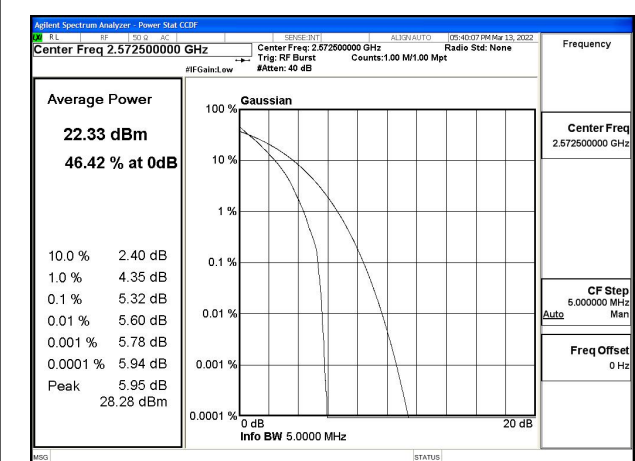 Agilent Spectrum Analyzer - Power Stat CCDF
LXI RL RF 50 Ω AC SENSE:INT ALIGN AUTO 05:40:07 PM Mar 13, 2022
Center Freq 2.572500000 GHz
Center Freq: 2.572500000 GHz Radio Std: None
Trig: RF Burst Counts:1.00 M/1.00 Mpt
#IFGain:Low #Atten: 40 dB
Frequency
Average Power
22.33 dBm
46.42 % at 0dB
10.0 % 2.40 dB
1.0 % 4.35 dB
0.1 % 5.32 dB
0.01 % 5.60 dB
0.001 % 5.78 dB
0.0001 % 5.94 dB
Peak 5.95 dB
28.28 dBm
Gaussian
100 %
10 %
1 %
0.1 %
0.01 %
0.001 %
0.0001 %
0 dB 20 dB
Info BW 5.0000 MHz
Center Freq
2.572500000 GHz
CF Step
5.000000 MHz
Auto Man
Freq Offset
0 Hz
MSG STATUS